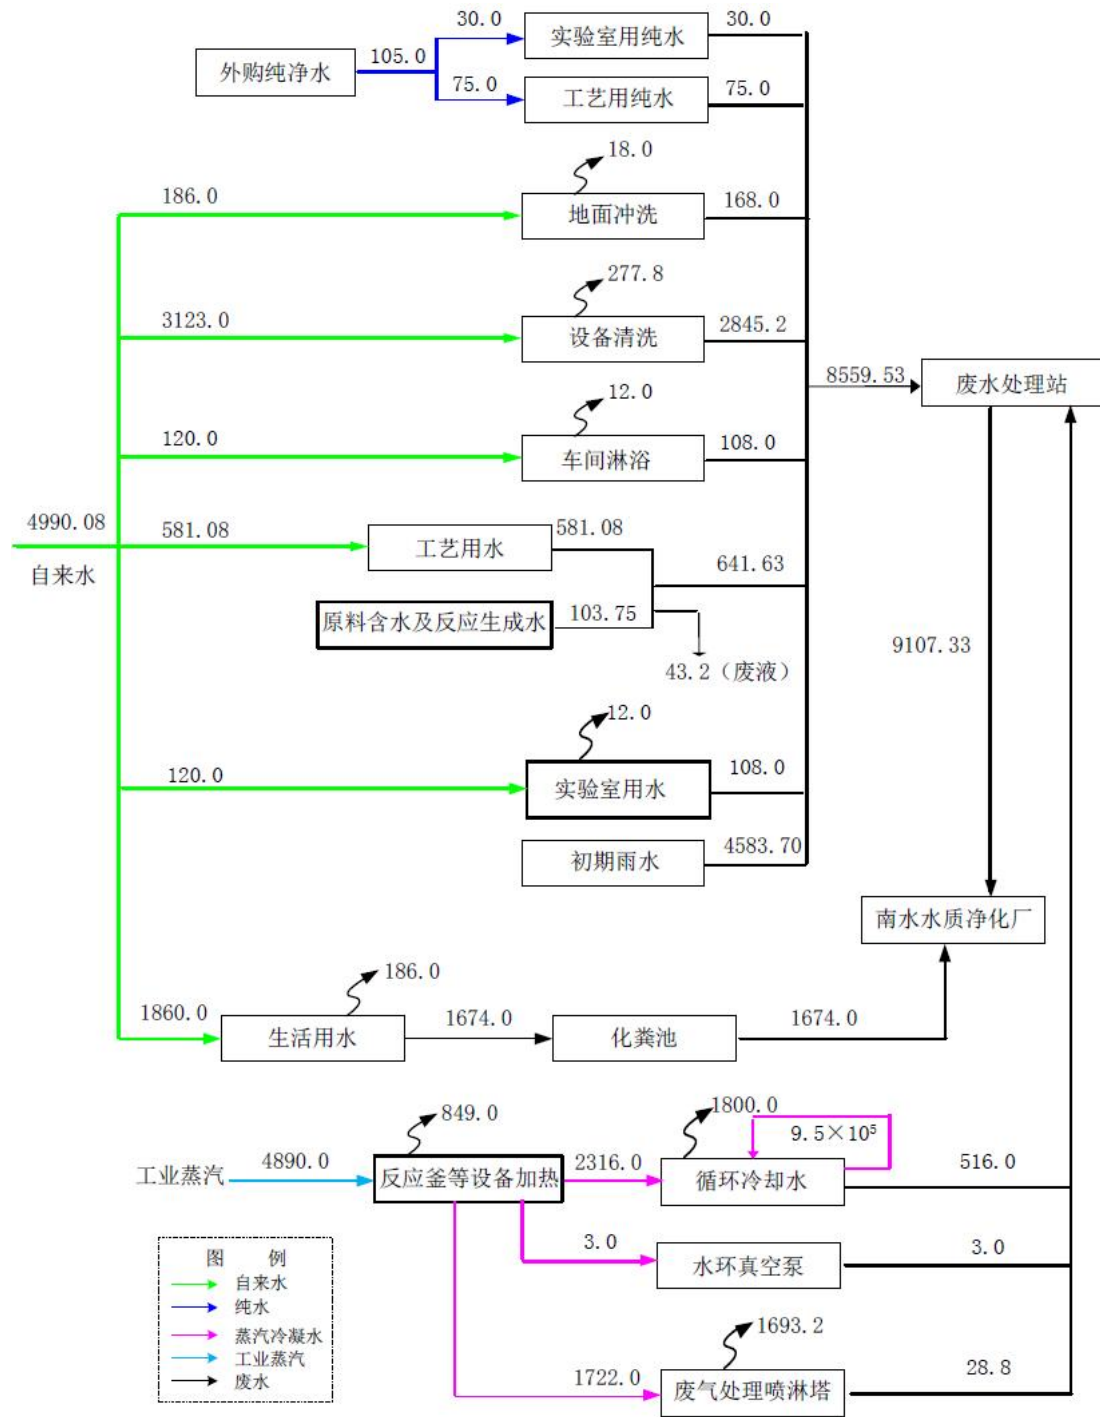 30.0
实验室用纯水
30.0
外购纯净水
105.0
75.0
工艺用纯水
75.0
18.0
186.0
地面冲洗
168.0
277.8
3123.0
设备清洗
2845.2
8559.53
废水处理站
12.0
120.0
车间淋浴
108.0
4990.08
自来水
581.08
工艺用水
581.08
641.63
原料含水及反应生成水
103.75
43.2（废液）
9107.33
12.0
120.0
实验室用水
108.0
初期雨水
4583.70
南水水质净化厂
186.0
1860.0
生活用水
1674.0
化粪池
1674.0
849.0
1800.0
9.5×10⁵
工业蒸汽
4890.0
反应釜等设备加热
2316.0
循环冷却水
516.0
3.0
水环真空泵
3.0
1693.2
1722.0
废气处理喷淋塔
28.8
图 例
自来水
纯水
蒸汽冷凝水
工业蒸汽
废水